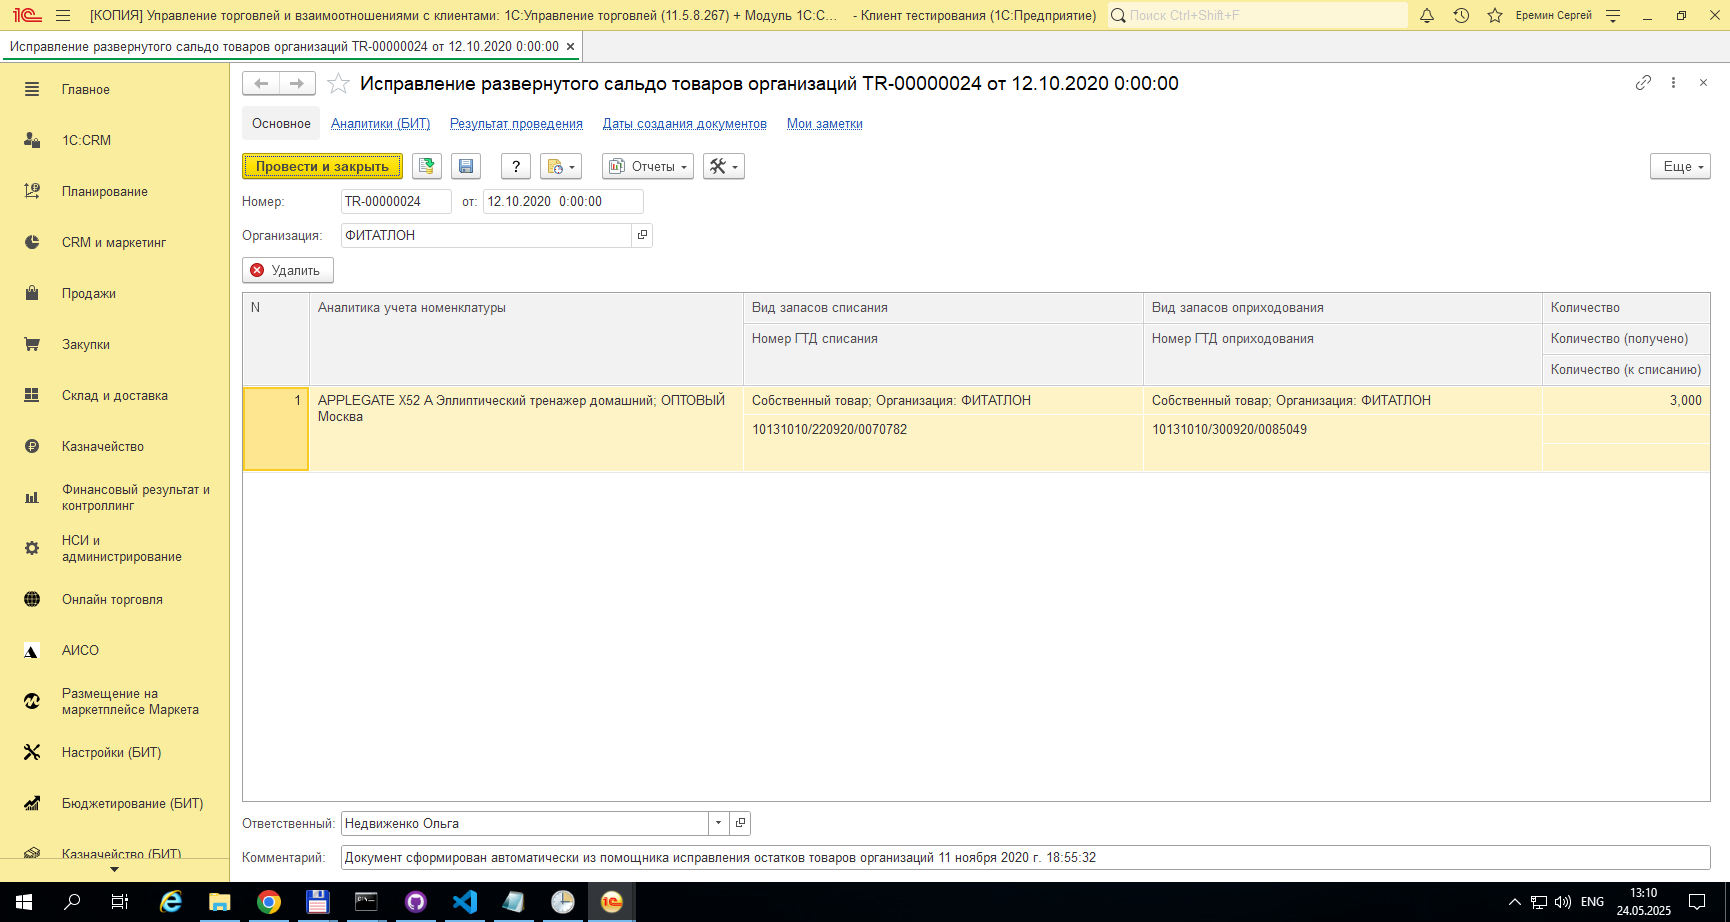 [КОПИЯ] Управление торговлей и взаимоотношениями с клиентами: 1С:Управление торговлей (11.5.8.267) + Модуль 1С:С... - Клиент тестирования (1С:Предприятие)
Поиск Ctrl+Shift+F
Еремин Сергей
Исправление развернутого сальдо товаров организаций TR-00000024 от 12.10.2020 0:00:00
Главное
1С:CRM
Планирование
CRM и маркетинг
Продажи
Закупки
Склад и доставка
Казначейство
Финансовый результат и
контроллинг
НСИ и
администрирование
Онлайн торговля
АИСО
Размещение на
маркетплейсе Маркета
Настройки (БИТ)
Бюджетирование (БИТ)
Казначейство (БИТ)
Исправление развернутого сальдо товаров организаций TR-00000024 от 12.10.2020 0:00:00
Основное Аналитики (БИТ) Результат проведения Даты создания документов Мои заметки
Провести и закрыть ? Отчеты Еще
Номер: TR-00000024 от: 12.10.2020 0:00:00
Организация: ФИТАТЛОН
Удалить
N Аналитика учета номенклатуры Вид запасов списания Вид запасов оприходования Количество
Номер ГТД списания Номер ГТД оприходования Количество (получено)
Количество (к списанию)
1 APPLEGATE X52 A Эллиптический тренажер домашний; ОПТОВЫЙ Собственный товар; Организация: ФИТАТЛОН Собственный товар; Организация: ФИТАТЛОН 3,000
Москва
10131010/220920/0070782 10131010/300920/0085049
Ответственный: Недвиженко Ольга
Комментарий: Документ сформирован автоматически из помощника исправления остатков товаров организаций 11 ноября 2020 г. 18:55:32
ENG
13:10
24.05.2025